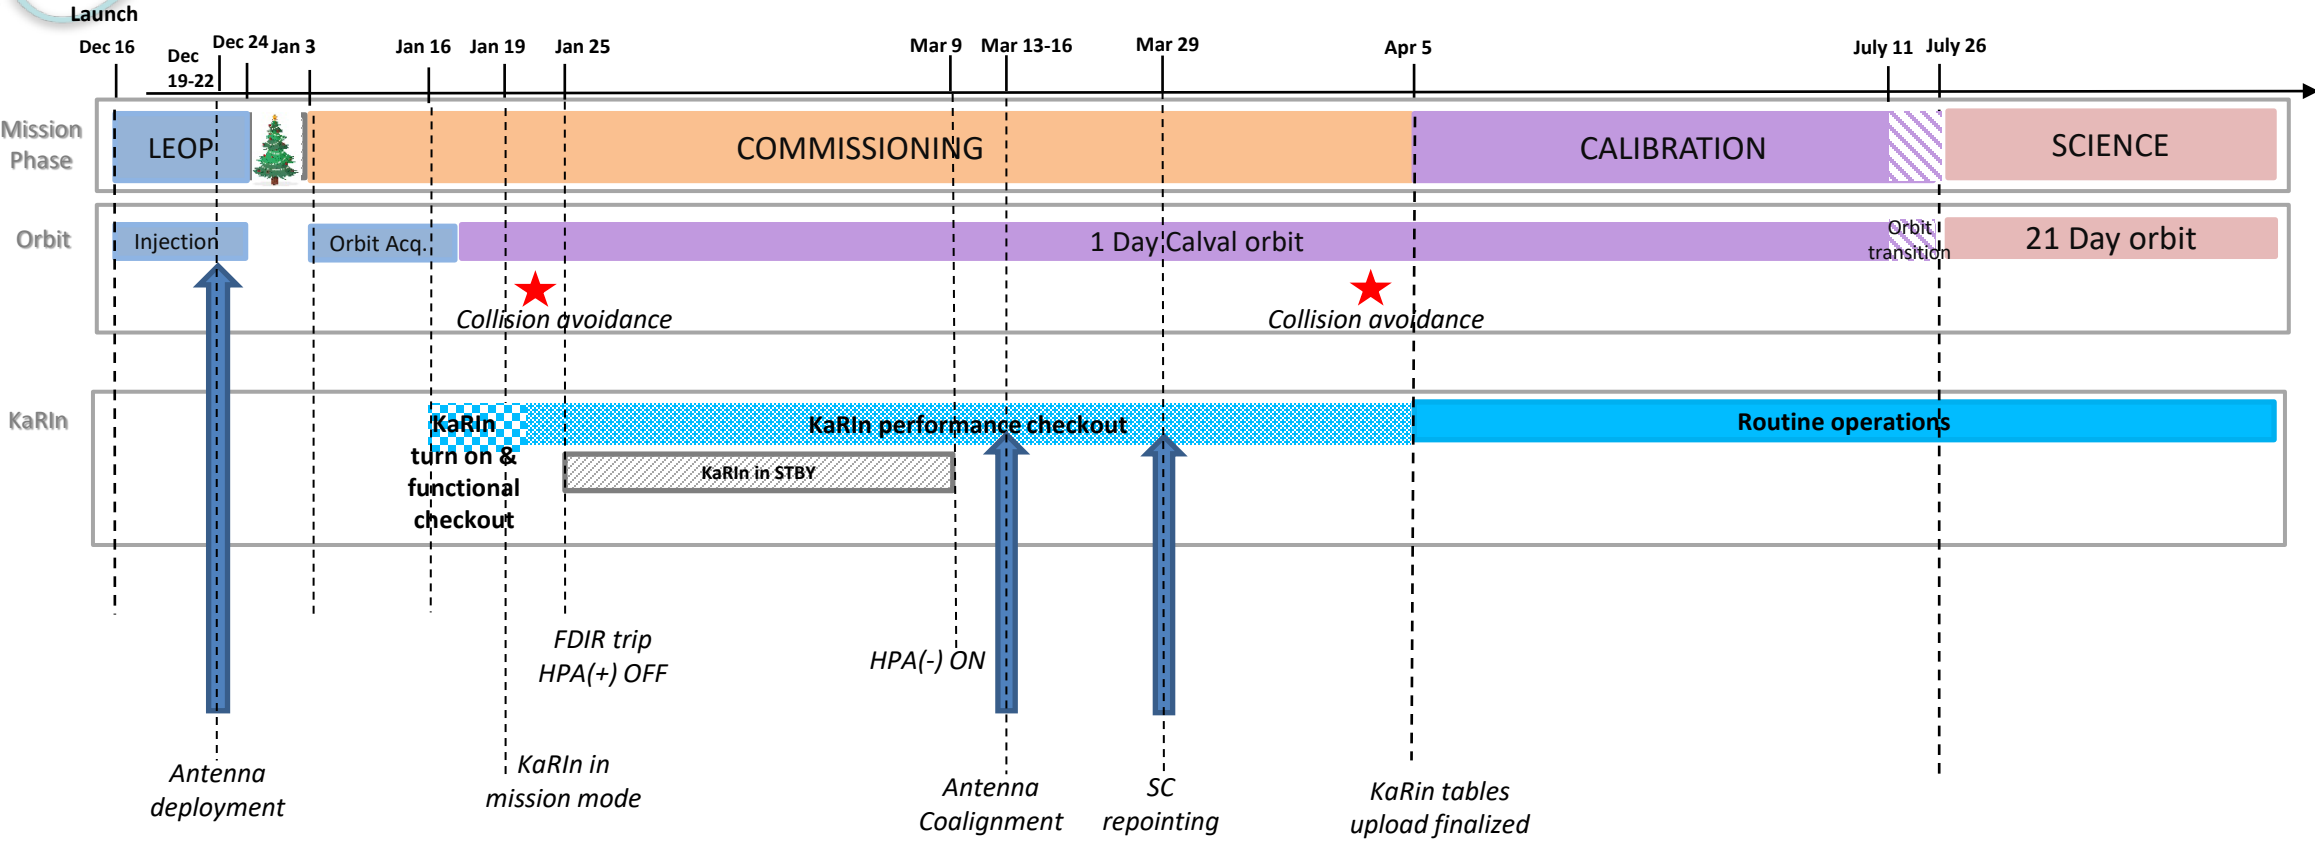 Launch
Dec 16
Dec
19-22
Dec 24
Jan 3
Jan 16
Jan 19
Jan 25
Mar 9
Mar 13-16
Mar 29
Apr 5
July 11
July 26
Mission
Phase
LEOP
COMMISSIONING
CALIBRATION
SCIENCE
Orbit
Injection
Orbit Acq.
1 Day Calval orbit
Orbit
transition
21 Day orbit
Collision avoidance
Collision avoidance
KaRIn
KaRIn
turn on &
functional
checkout
KaRIn performance checkout
Routine operations
KaRIn in STBY
FDIR trip
HPA(+) OFF
HPA(-) ON
Antenna
deployment
KaRIn in
mission mode
Antenna
Coalignment
SC
repointing
KaRin tables
upload finalized